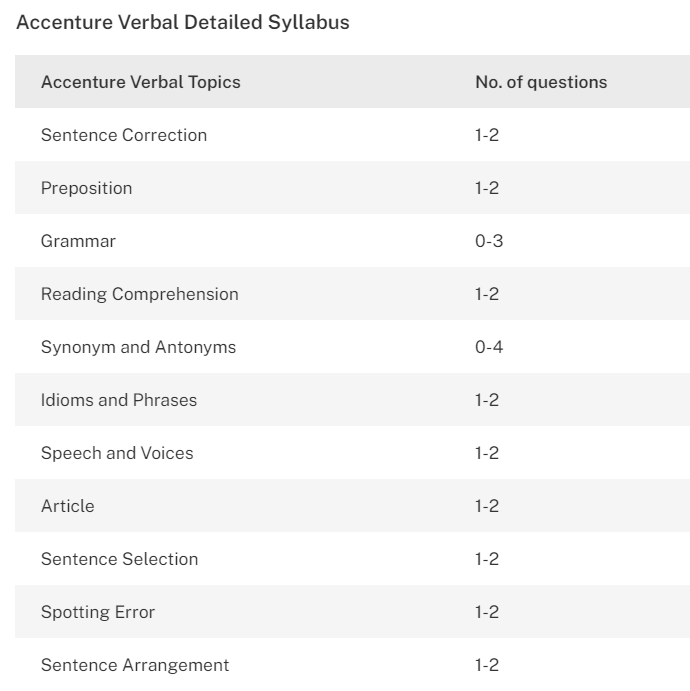 Accenture Verbal Detailed Syllabus
Accenture Verbal Topics No. of questions
Sentence Correction 1-2
Preposition 1-2
Grammar 0-3
Reading Comprehension 1-2
Synonym and Antonyms 0-4
Idioms and Phrases 1-2
Speech and Voices 1-2
Article 1-2
Sentence Selection 1-2
Spotting Error 1-2
Sentence Arrangement 1-2